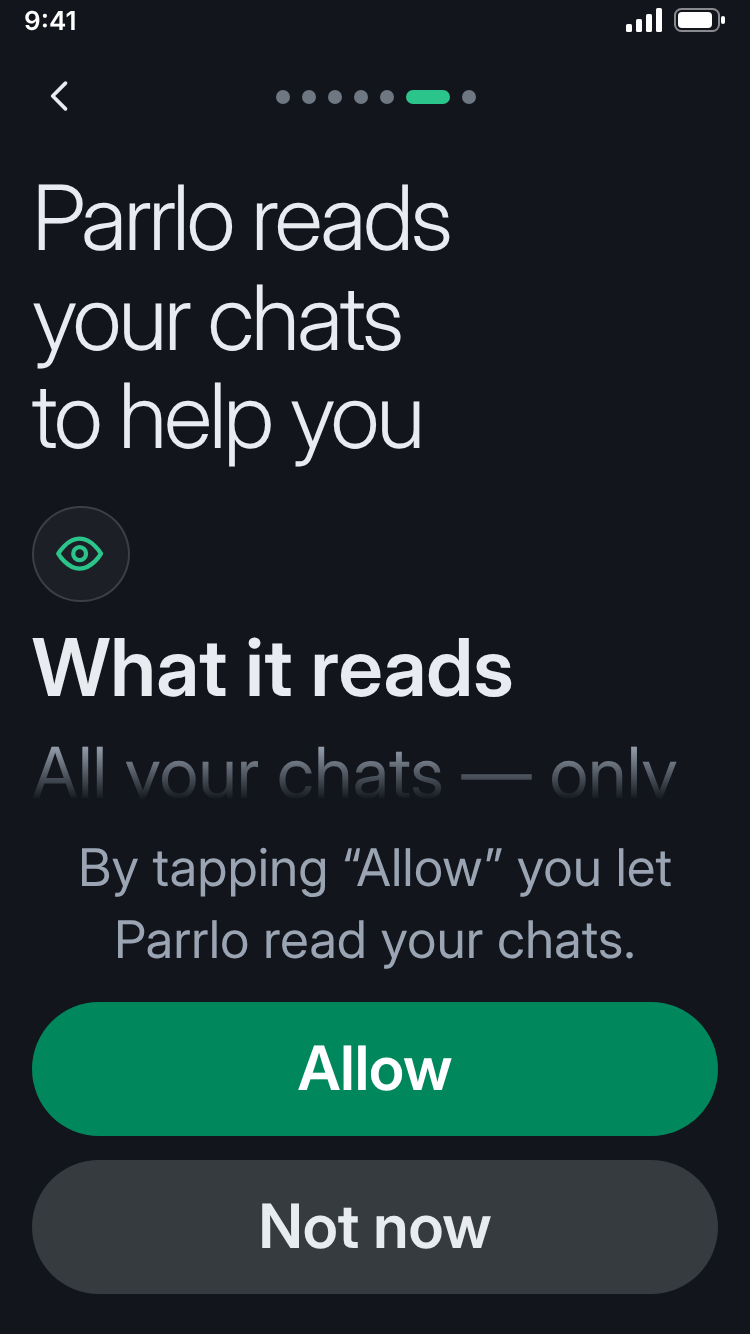 9:41
Parrlo reads
your chats
to help you
What it reads
All your chats — only
By tapping “Allow” you let
Parrlo read your chats.
Allow
Not now